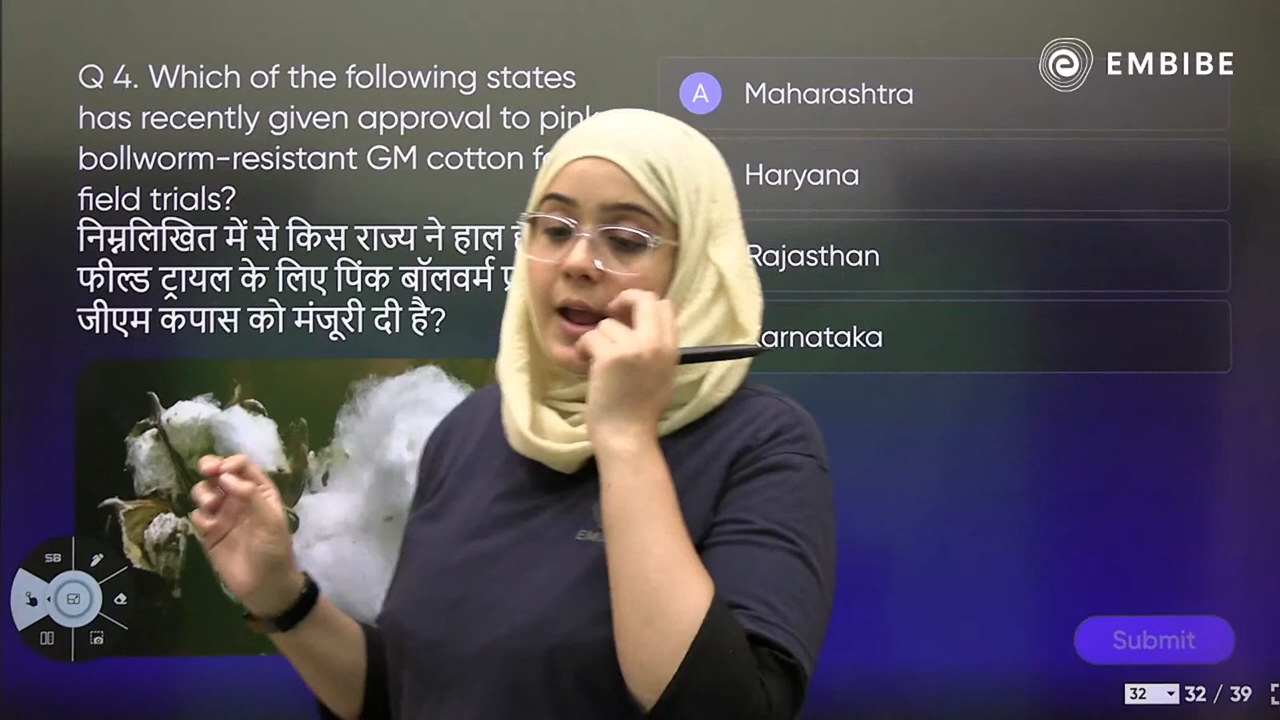 Q 4. Which of the following states
has recently given approval to pink
bollworm-resistant GM cotton
field trials?
निम्नलिखित में से किस राज्य ने हाल
फील्ड ट्रायल के लिए पिंक बॉलवर्म
जीएम कपास को मंजूरी दी है?
A Maharashtra
Haryana
Rajasthan
Karnataka
EMBIBE
SB
Submit
32 32 / 39